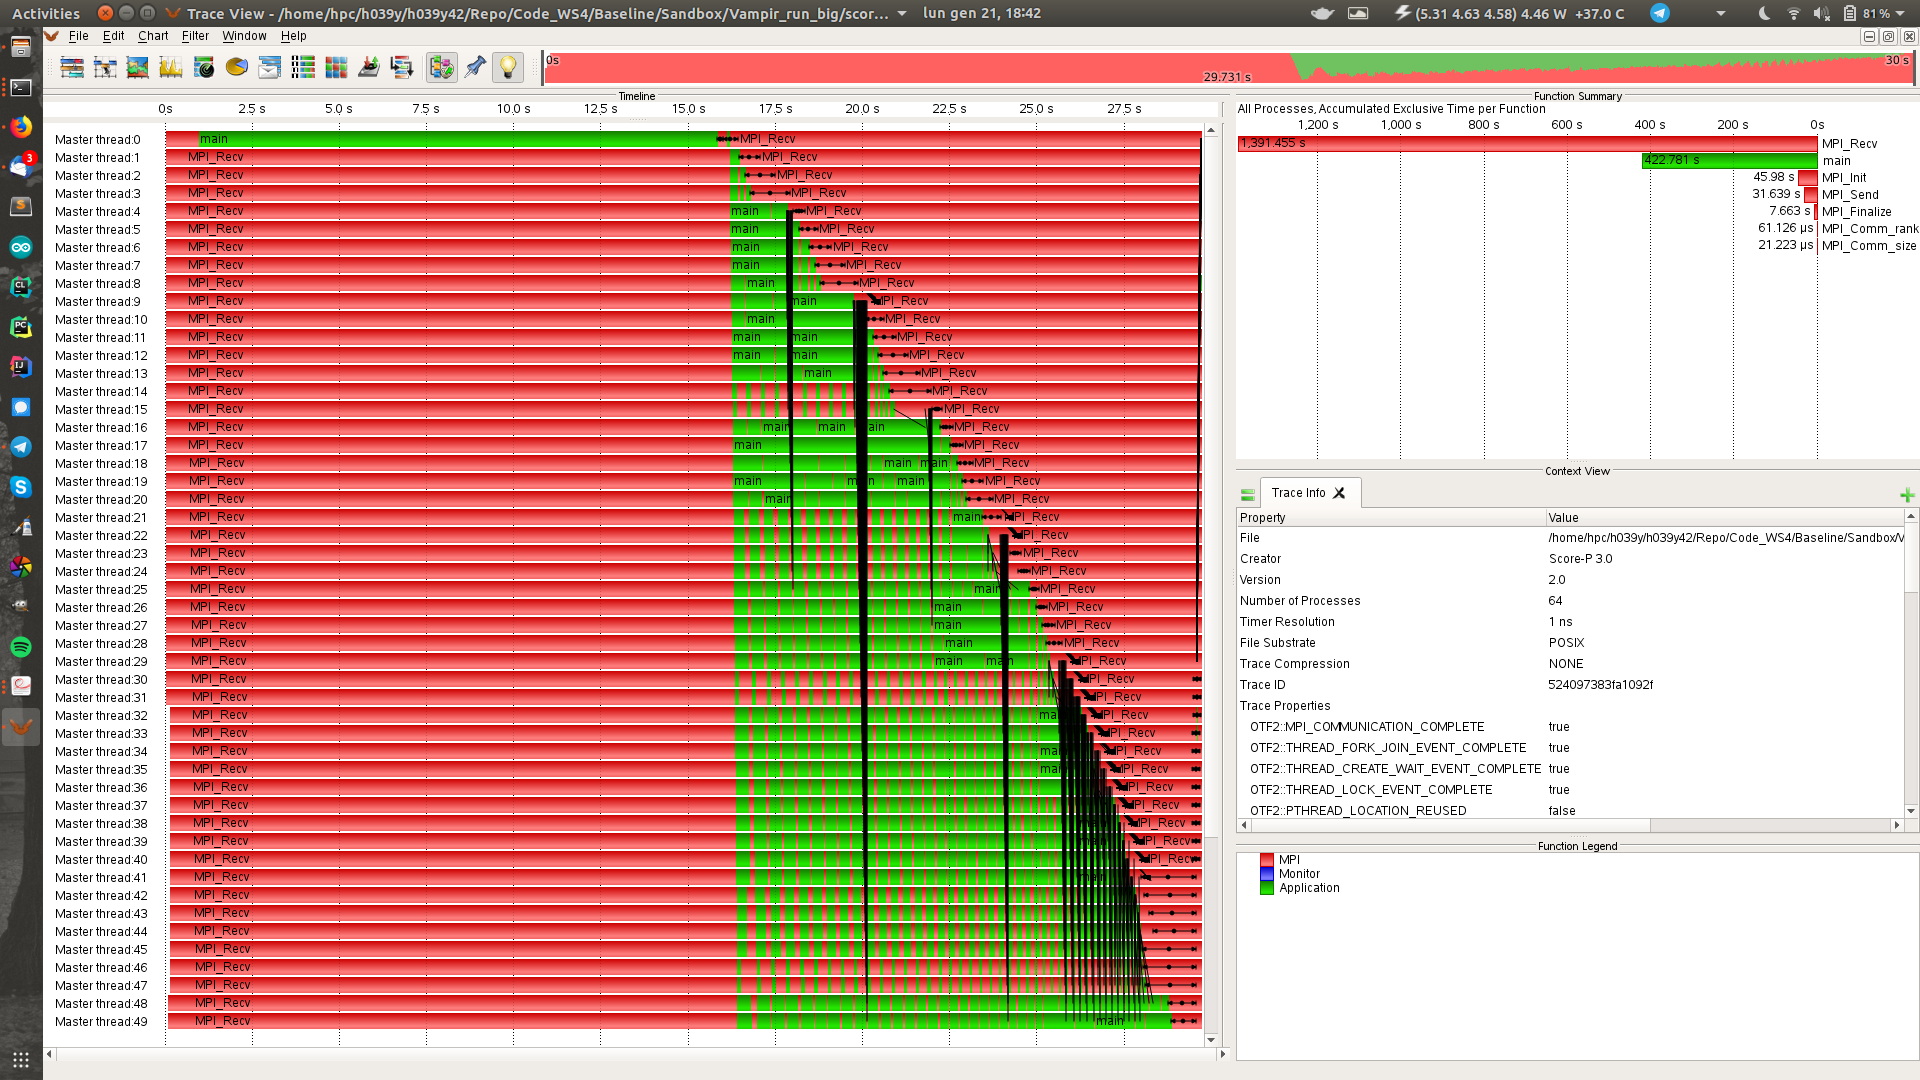 Activities
Trace View - /home/hpc/h039y/h039y42/Repo/Code_WS4/Baseline/Sandbox/Vampir_run_big/scor...
lun gen 21, 18:42
(5.31 4.63 4.58) 4.46 W +37.0 C
81 %
File Edit Chart Filter Window Help
0s
29.731 s
30 s
3
Timeline
0s 2.5 s 5.0 s 7.5 s 10.0 s 12.5 s 15.0 s 17.5 s 20.0 s 22.5 s 25.0 s 27.5 s
Master thread:0 main MPI_Recv
Master thread:1 MPI_Recv MPI_Recv
Master thread:2 MPI_Recv MPI_Recv
Master thread:3 MPI_Recv MPI_Recv
Master thread:4 MPI_Recv main MPI_Recv
Master thread:5 MPI_Recv main MPI_Recv
Master thread:6 MPI_Recv main MPI_Recv
Master thread:7 MPI_Recv main MPI_Recv
Master thread:8 MPI_Recv main MPI_Recv
Master thread:9 MPI_Recv main MPI_Recv
Master thread:10 MPI_Recv main MPI_Recv
Master thread:11 MPI_Recv main main MPI_Recv
Master thread:12 MPI_Recv main main MPI_Recv
Master thread:13 MPI_Recv main MPI_Recv
Master thread:14 MPI_Recv MPI_Recv
Master thread:15 MPI_Recv MPI_Recv
Master thread:16 MPI_Recv main main main MPI_Recv
Master thread:17 MPI_Recv main MPI_Recv
Master thread:18 MPI_Recv main main MPI_Recv
Master thread:19 MPI_Recv main main main MPI_Recv
Master thread:20 MPI_Recv main MPI_Recv
Master thread:21 MPI_Recv main MPI_Recv
Master thread:22 MPI_Recv MPI_Recv
Master thread:23 MPI_Recv MPI_Recv
Master thread:24 MPI_Recv MPI_Recv
Master thread:25 MPI_Recv main MPI_Recv
Master thread:26 MPI_Recv main MPI_Recv
Master thread:27 MPI_Recv main MPI_Recv
Master thread:28 MPI_Recv main MPI_Recv
Master thread:29 MPI_Recv main main MPI_Recv
Master thread:30 MPI_Recv MPI_Recv
Master thread:31 MPI_Recv MPI_Recv
Master thread:32 MPI_Recv main MPI_Recv
Master thread:33 MPI_Recv MPI_Recv
Master thread:34 MPI_Recv main MPI_Recv
Master thread:35 MPI_Recv main MPI_Recv
Master thread:36 MPI_Recv MPI_Recv
Master thread:37 MPI_Recv MPI_Recv
Master thread:38 MPI_Recv main MPI_Recv
Master thread:39 MPI_Recv MPI_Recv
Master thread:40 MPI_Recv MPI_Recv
Master thread:41 MPI_Recv main
Master thread:42 MPI_Recv
Master thread:43 MPI_Recv
Master thread:44 MPI_Recv
Master thread:45 MPI_Recv
Master thread:46 MPI_Recv
Master thread:47 MPI_Recv
Master thread:48 MPI_Recv
Master thread:49 MPI_Recv main
Function Summary
All Processes, Accumulated Exclusive Time per Function
1,200 s 1,000 s 800 s 600 s 400 s 200 s 0s
1,391.455 s MPI_Recv
422.781 s main
45.98 s MPI_Init
31.639 s MPI_Send
7.663 s MPI_Finalize
61.126 µs MPI_Comm_rank
21.223 µs MPI_Comm_size
Context View
Trace Info
Property Value
File /home/hpc/h039y/h039y42/Repo/Code_WS4/Baseline/Sandbox/V
Creator Score-P 3.0
Version 2.0
Number of Processes 64
Timer Resolution 1 ns
File Substrate POSIX
Trace Compression NONE
Trace ID 524097383fa1092f
Trace Properties
OTF2::MPI_COMMUNICATION_COMPLETE true
OTF2::THREAD_FORK_JOIN_EVENT_COMPLETE true
OTF2::THREAD_CREATE_WAIT_EVENT_COMPLETE true
OTF2::THREAD_LOCK_EVENT_COMPLETE true
OTF2::PTHREAD_LOCATION_REUSED false
Function Legend
MPI
Monitor
Application